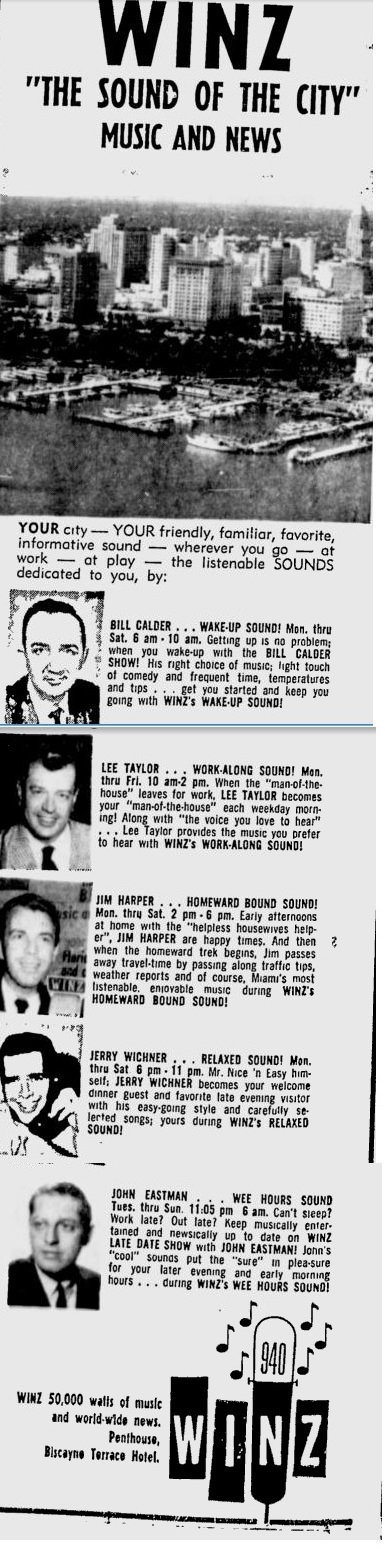 WINZ
"THE SOUND OF THE CITY"
MUSIC AND NEWS
YOUR city — YOUR friendly, familiar, favorite,
informative sound — wherever you go — at
work — at play — the listenable SOUNDS
dedicated to you, by:
BILL CALDER . . . WAKE-UP SOUND! Mon. thru
Sat. 6 am - 10 am. Getting up is no problem;
when you wake-up with the BILL CALDER
SHOW! His right choice of music; light touch
of comedy and frequent time, temperatures
and tips . . . get you started and keep you
going with WINZ's WAKE-UP SOUND!
LEE TAYLOR . . . WORK-ALONG SOUND! Mon.
thru Fri. 10 am-2 pm. When the "man-of-the-
house" leaves for work, LEE TAYLOR becomes
your "man-of-the-house" each weekday morn-
ing! Along with "the voice you love to hear"
. . . Lee Taylor provides the music you prefer
to hear with WINZ's WORK-ALONG SOUND!
JIM HARPER . . . HOMEWARD BOUND SOUND!
Mon. thru Sat. 2 pm - 6 pm. Early afternoons
at home with the "helpless housewives help-
er", JIM HARPER are happy times. And then
when the homeward trek begins, Jim passes
away travel-time by passing along traffic tips,
weather reports and of course, Miami's most
listenable, enjoyable music during WINZ's
HOMEWARD BOUND SOUND!
WINZ
JERRY WICHNER . . . RELAXED SOUND! Mon.
thru Sat 6 pm - 11 pm. Mr. Nice 'n Easy him-
self; JERRY WICHNER becomes your welcome
dinner guest and favorite late evening visitor
with his easy-going style and carefully se-
lected songs; yours during WINZ's RELAXED
SOUND!
JOHN EASTMAN . . . WEE HOURS SOUND
Tues. thru Sun. 11:05 pm 6 am. Can't sleep?
Work late? Out late? Keep musically enter-
tained and newsically up to date on WINZ
LATE DATE SHOW with JOHN EASTMAN! John's
"cool" sounds put the "sure" in plea-sure
for your later evening and early morning
hours . . . during WINZ's WEE HOURS SOUND!
940
WINZ 50,000 watts of music
and world-wide news.
Penthouse,
Biscayne Terrace Hotel.
WINZ